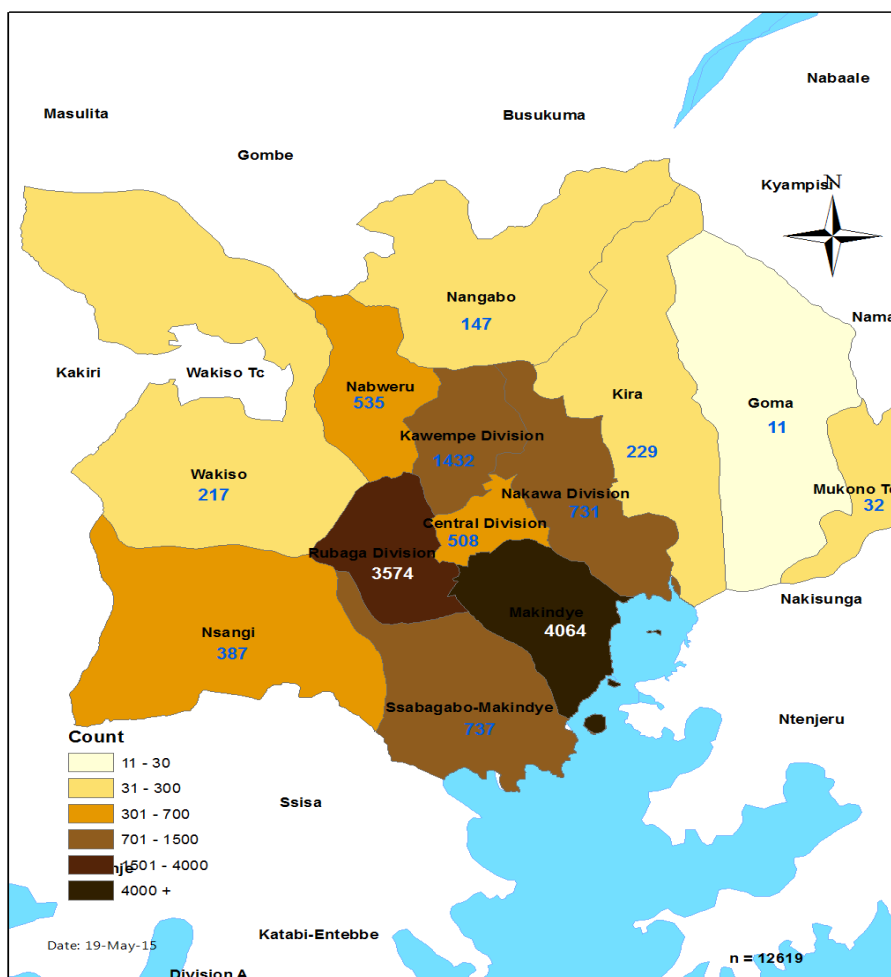 Nabaale
Masulita
Busukuma
Gombe
Kyampisi
N
Nangabo
147
Nama
Kakiri
Wakiso Tc
Nabweru
535
Kira
Goma
11
Kawempe Division
1432
229
Wakiso
217
Nakawa Division
731
Mukono Tc
32
Central Division
508
Rubaga Division
3574
Makindye
4064
Nakisunga
Nsangi
387
Ssabagabo-Makindye
737
Ntenjeru
Count
11 - 30
31 - 300
301 - 700
701 - 1500
1501 - 4000
4000 +
Ssisa
Katabi-Entebbe
Date: 19-May-15
n = 12619
Division A